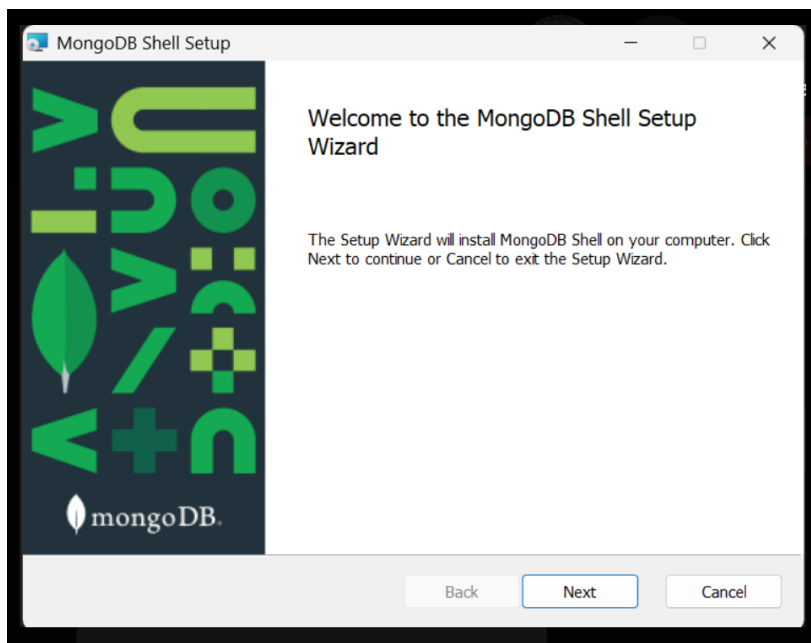 MongoDB Shell Setup
Welcome to the MongoDB Shell Setup
Wizard
The Setup Wizard will install MongoDB Shell on your computer. Click
Next to continue or Cancel to exit the Setup Wizard.
mongoDB.
Back
Next
Cancel